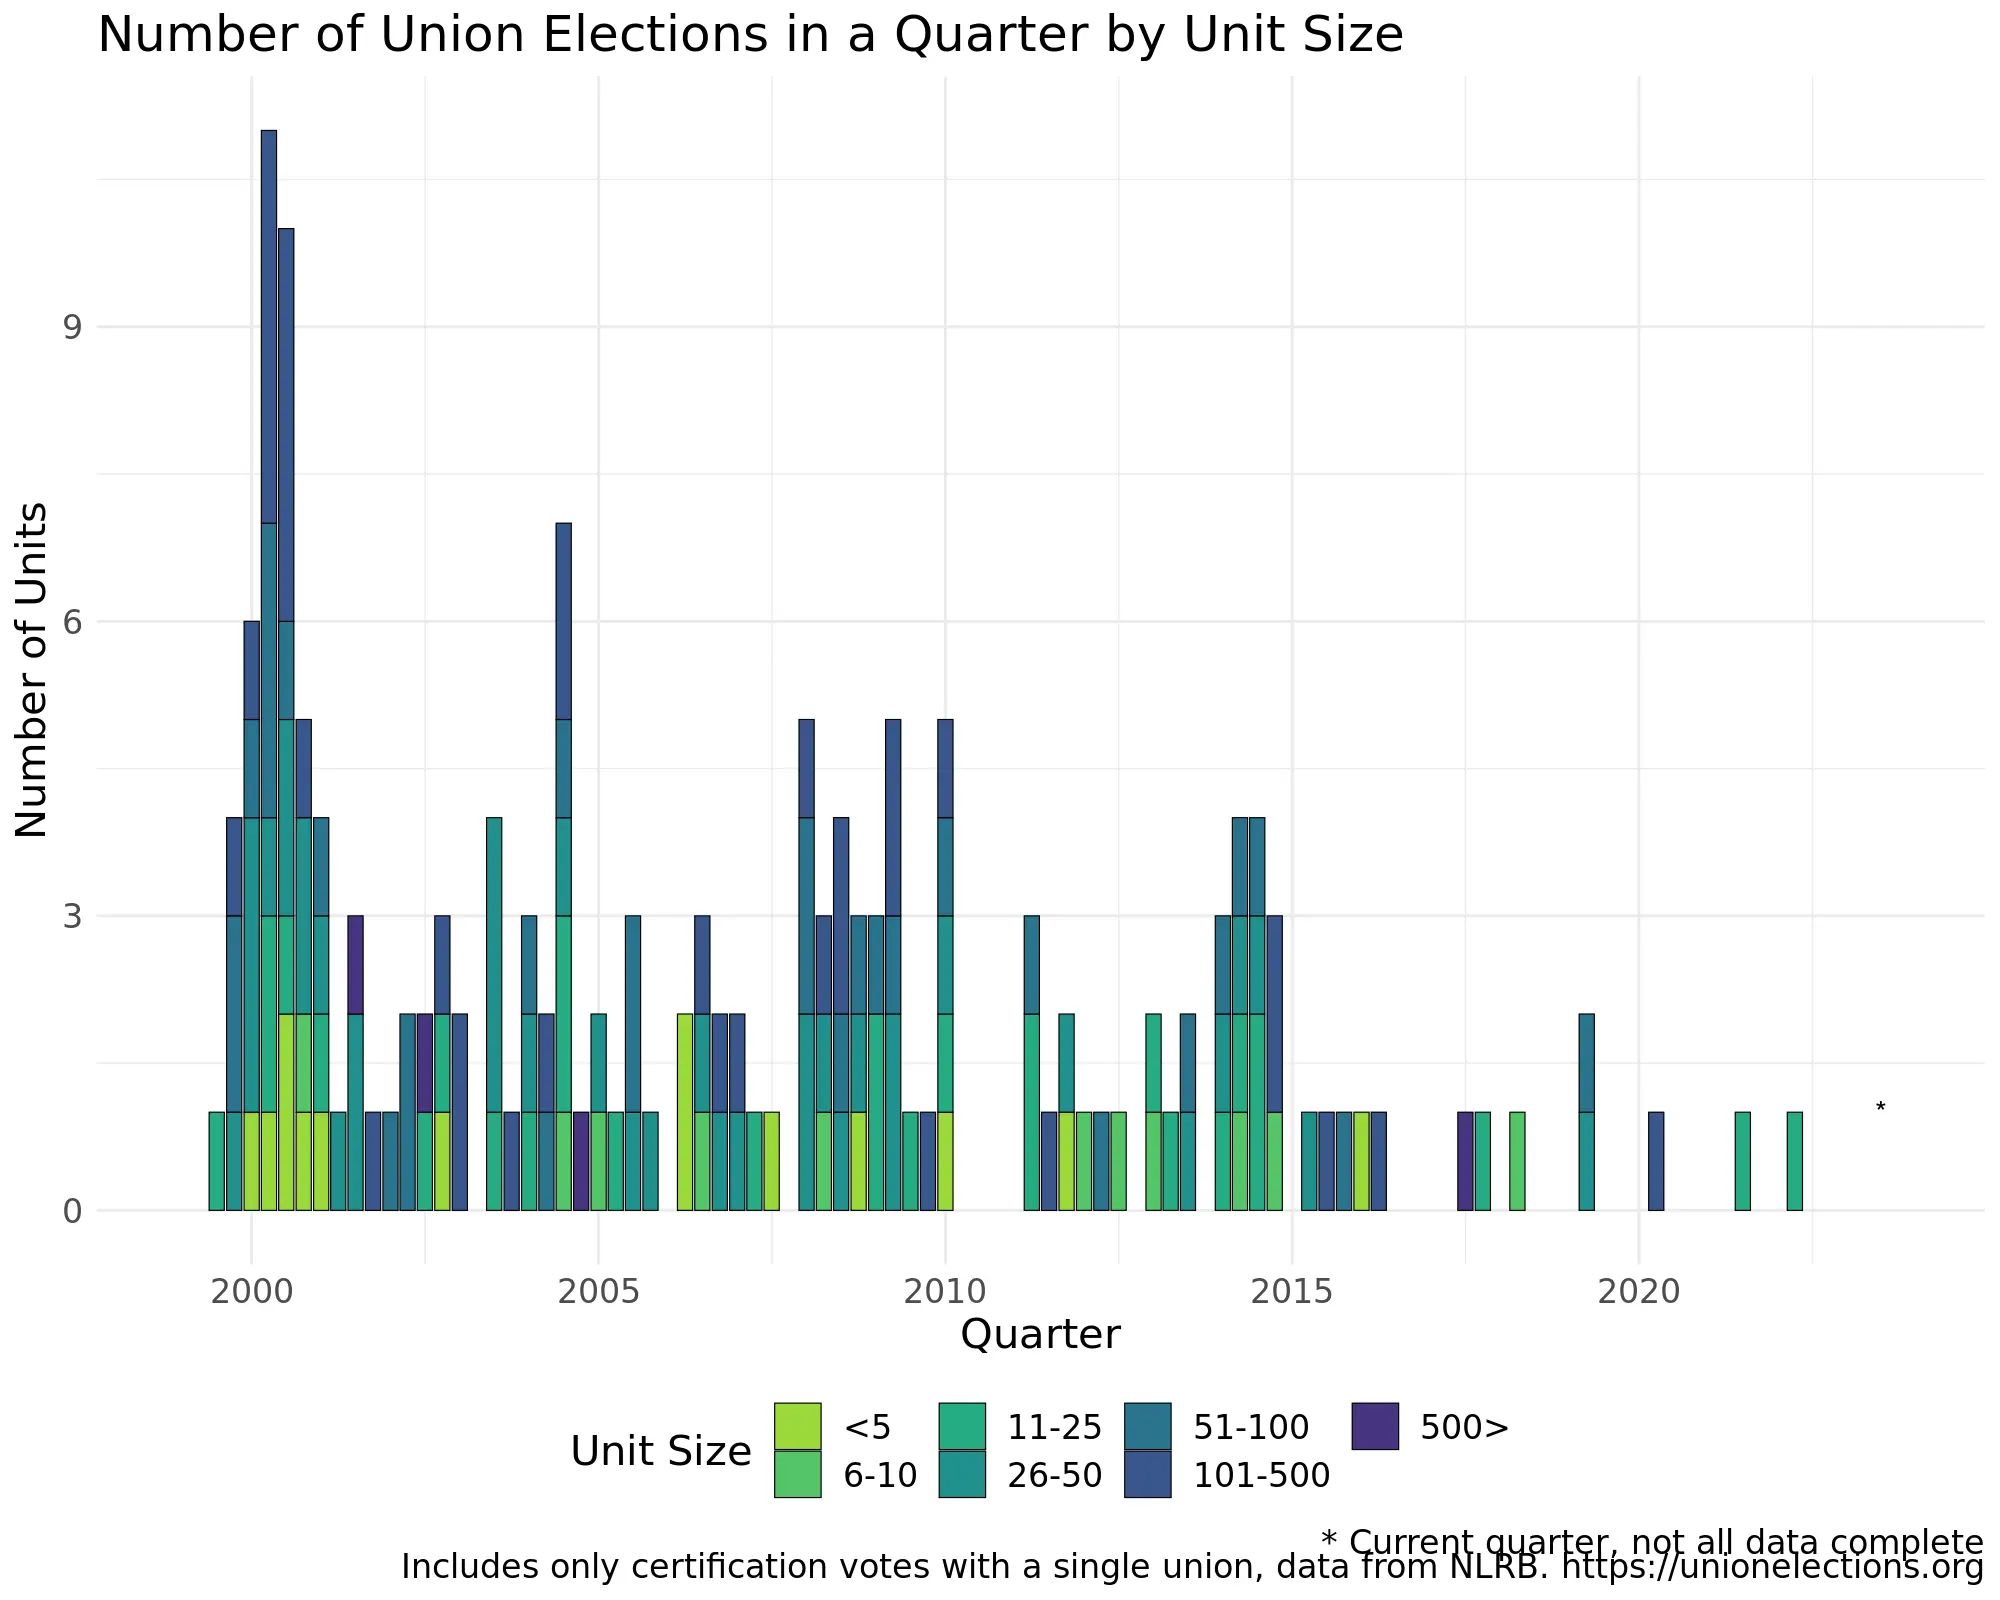 Number of Union Elections in a Quarter by Unit Size
Number of Units
9
6
3
0
*
2000 2005 2010 2015 2020
Quarter
Unit Size
<5 11-25 51-100 500>
6-10 26-50 101-500
* Current quarter, not all data complete
Includes only certification votes with a single union, data from NLRB. https://unionelections.org